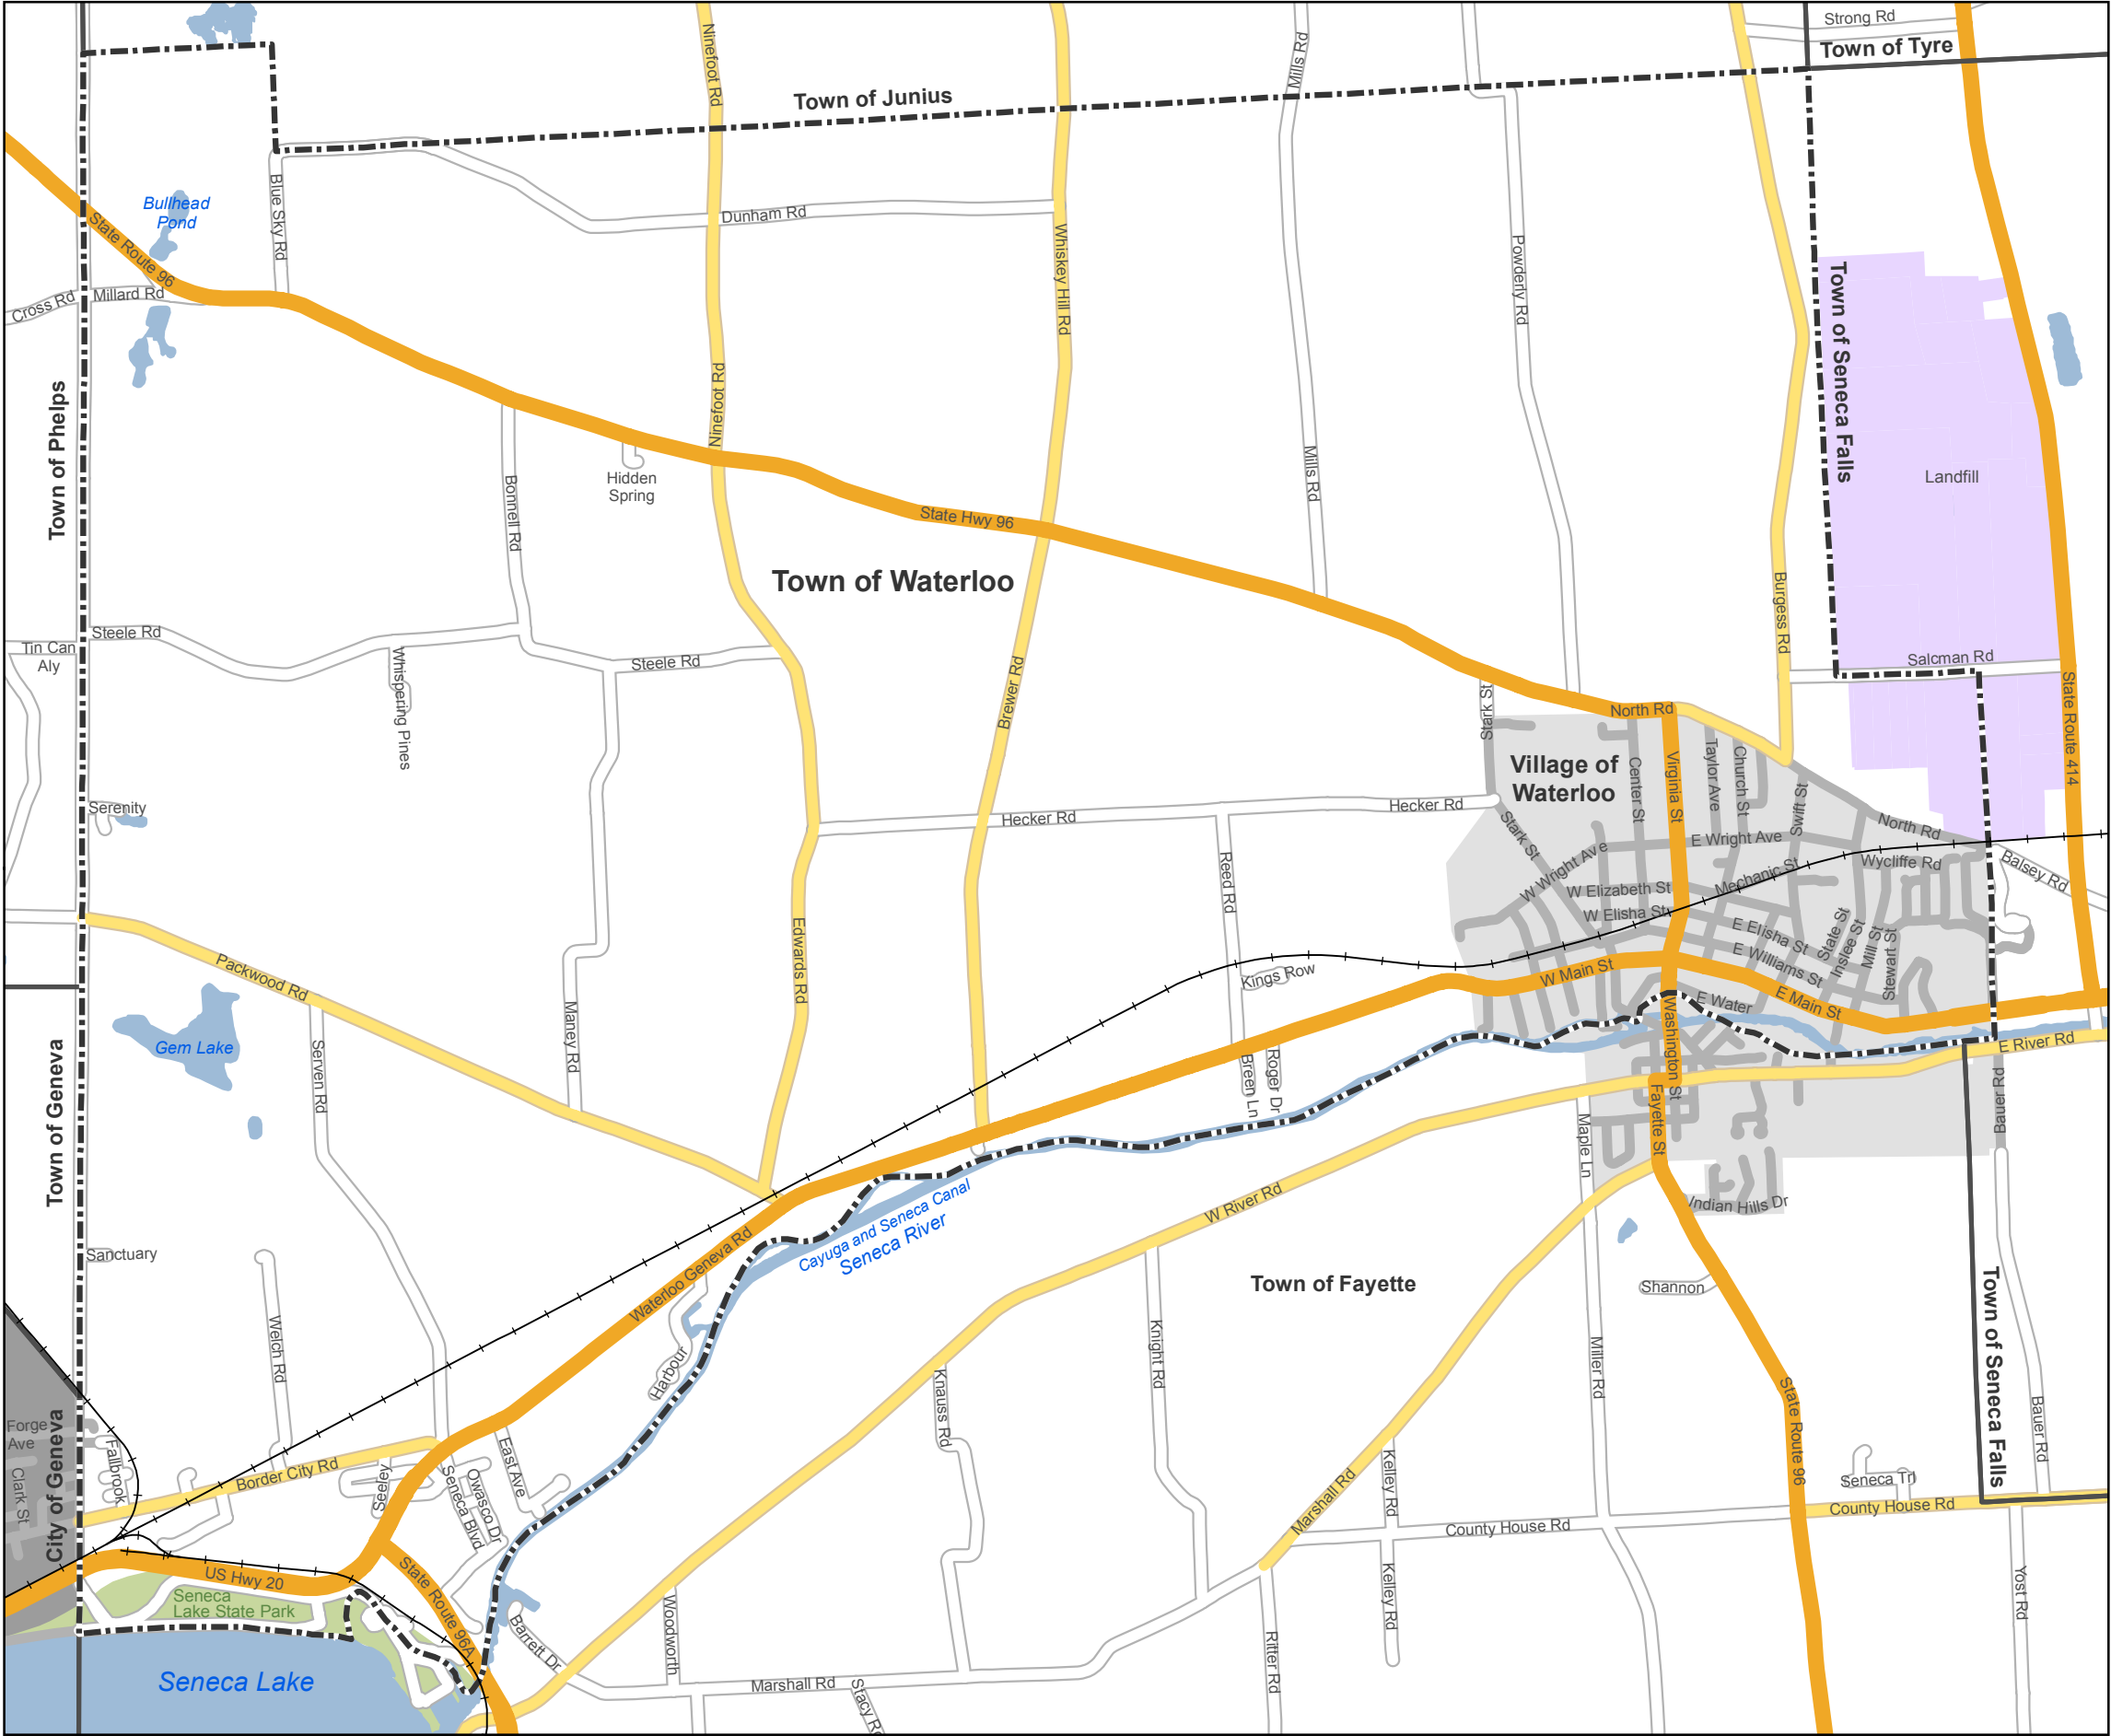 Strong Rd
Town of Tyre
Ninefoot Rd
Mills Rd
Town of Junius
Bullhead
Pond
Blue Sky Rd
Dunham Rd
State Route 96
Whiskey Hill Rd
Powderly Rd
Town of Seneca Falls
Cross Rd
Millard Rd
Town of Phelps
Ninefoot Rd
Hidden
Spring
Bonnell Rd
Mills Rd
Landfill
State Hwy 96
Town of Waterloo
Burgess Rd
Steele Rd
Tin Can
Aly
Whispering Pines
Steele Rd
Brewer Rd
Salcman Rd
State Route 414
Stark St
North Rd
Village of
Waterloo
Center St
Virginia St
Taylor Ave
Church St
Swift St
Serenity
Hecker Rd
Hecker Rd
Stark St
North Rd
E Wright Ave
W Wright Ave
Wycliffe Rd
Balsey Rd
Mechanic St
W Elizabeth St
W Elisha St
Reed Rd
E Elisha St
State St
Inslee St
Mill St
Stewart St
E Williams St
Edwards Rd
Packwood Rd
Kings Row
W Main St
E Water
E Main St
Maney Rd
Washington St
Gem Lake
Town of Geneva
Serven Rd
Breen Ln
Roger Dr
E River Rd
Bauer Rd
Maple Ln
Fayette St
Cayuga and Seneca Canal
Seneca River
W River Rd
Indian Hills Dr
Sanctuary
Waterloo Geneva Rd
Town of Fayette
Shannon
Town of Seneca Falls
Welch Rd
Harbour
Knight Rd
Miller Rd
Knauss Rd
State Route 96
Bauer Rd
Forge
Ave
City of Geneva
Fallbrook
Clark St
Border City Rd
Seeley
Seneca Blvd
Owasco Dr
East Ave
Kelley Rd
Marshall Rd
Seneca Trl
County House Rd
County House Rd
US Hwy 20
Seneca
Lake State Park
State Route 96A
Barrett Dr
Woodworth
Kelley Rd
Yost Rd
Ritter Rd
Seneca Lake
Marshall Rd
Stacy Rd